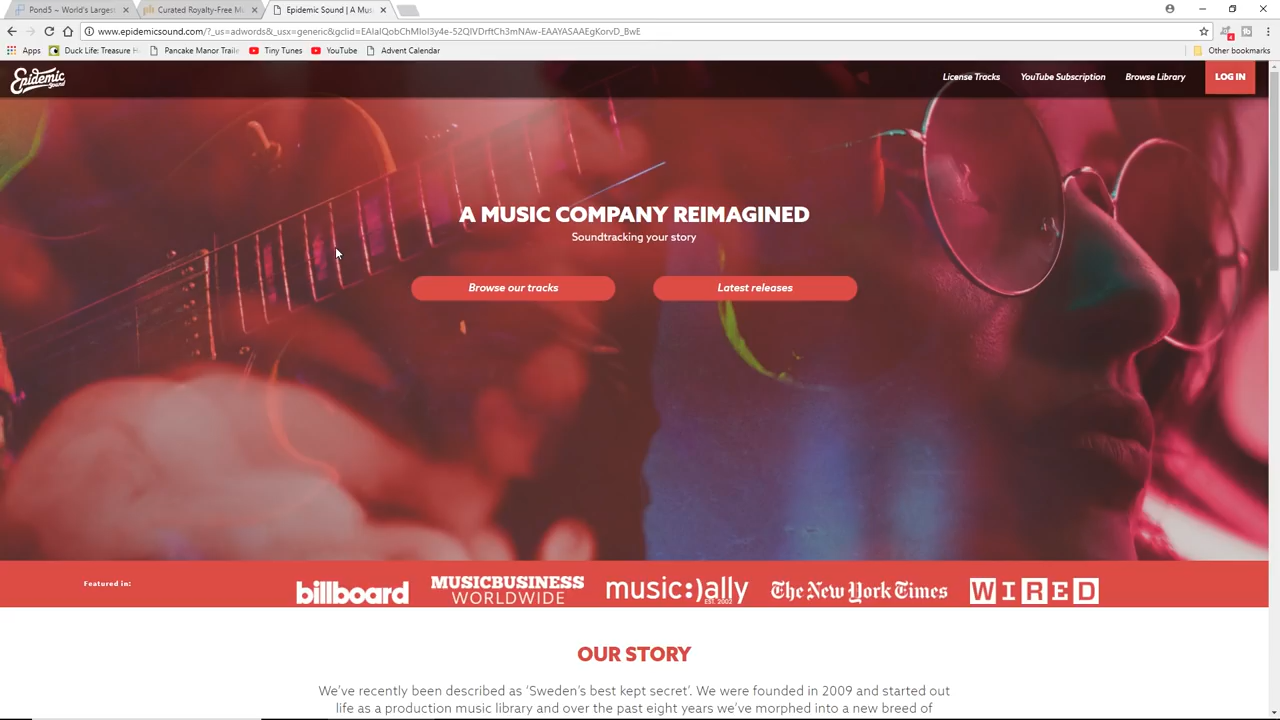 Pond5 ~ World's Largest
Curated Royalty-Free M
Epidemic Sound | A Mus
www.epidemicsound.com/?_us=adwords&_usx=generic&gclid=EAIaIQobChMIoI3y4e-52QIVDrftCh3mNAw-EAAYASAAEgKorvD_BwE
Apps
Duck Life: Treasure H
Pancake Manor Traile
Tiny Tunes
YouTube
Advent Calendar
Other bookmarks
Epidemic Sound
License Tracks
YouTube Subscription
Browse Library
LOG IN
A MUSIC COMPANY REIMAGINED
Soundtracking your story
Browse our tracks
Latest releases
Featured in:
billboard
MUSICBUSINESS
WORLDWIDE
music:)ally
EST. 2002
The New York Times
WIRED
OUR STORY
We've recently been described as 'Sweden's best kept secret'. We were founded in 2009 and started out
life as a production music library and over the past eight years we've morphed into a new breed of